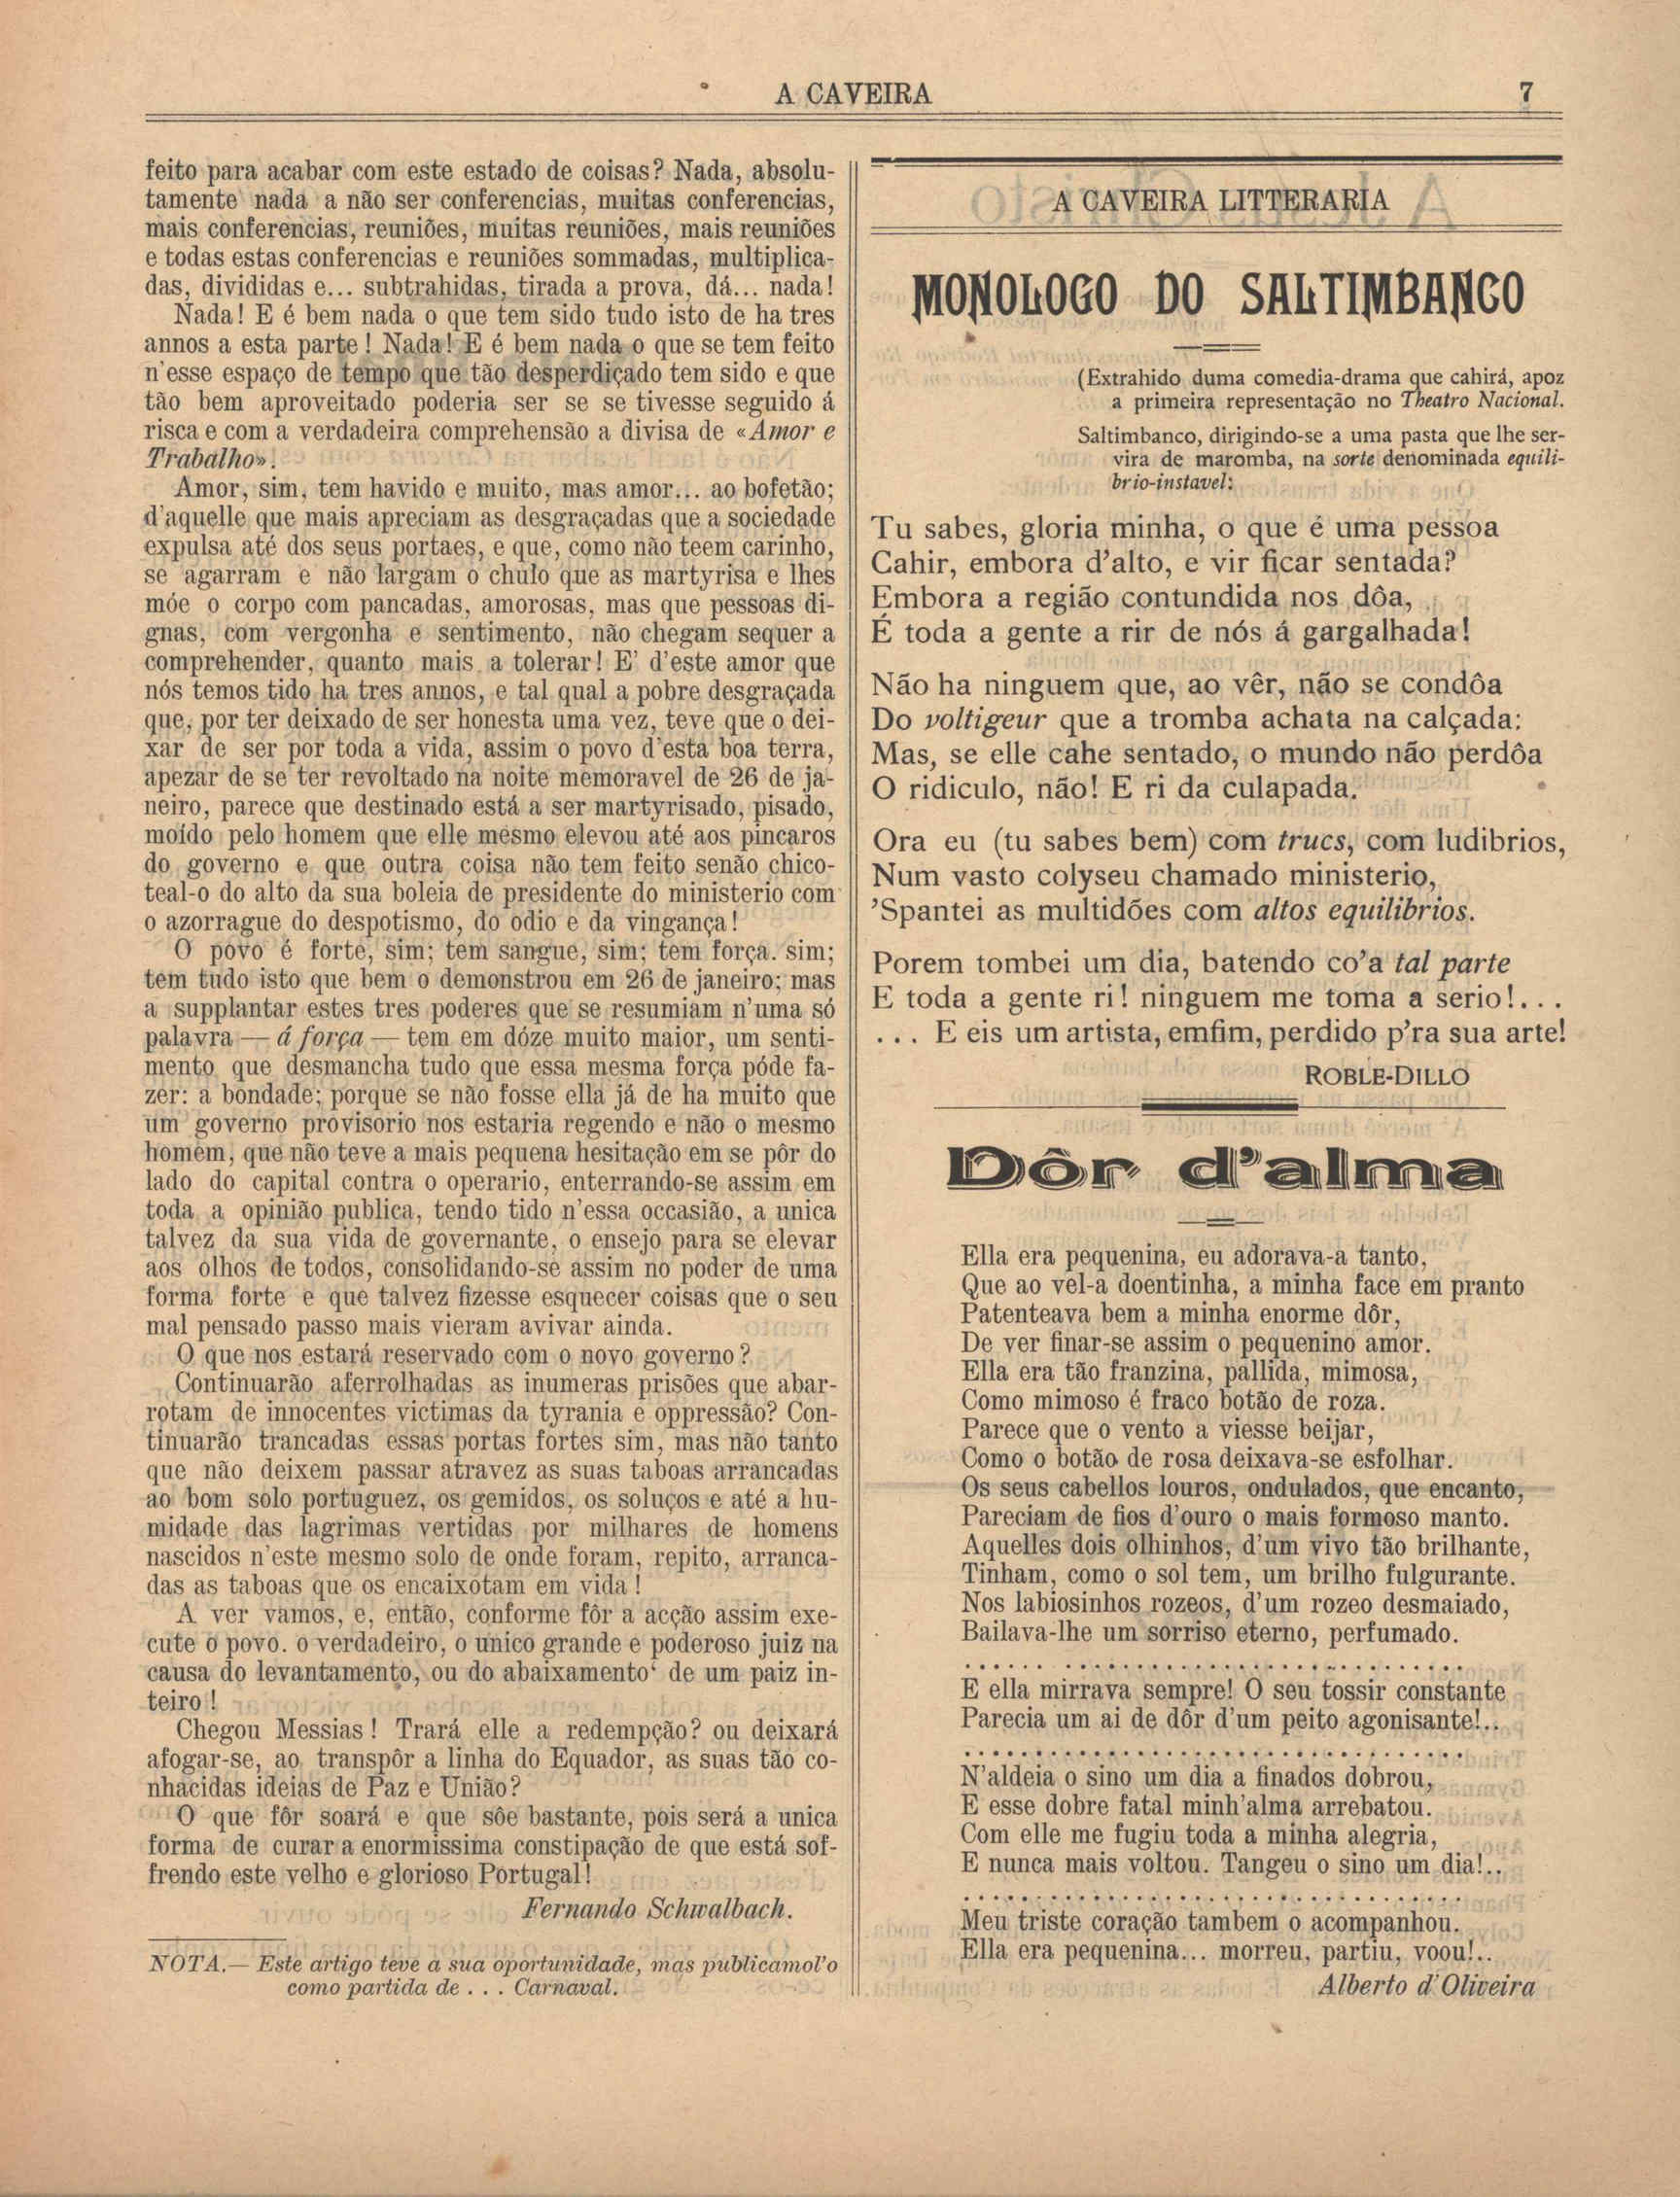 A CAVEIRA
7
feito para acabar com este estado de coisas? Nada, absolu-
tamente nada a não ser conferencias, muitas conferencias,
mais conferencias, reuniões, muitas reuniões, mais reuniões
e todas estas conferencias e reuniões sommadas, multiplica-
das, divididas e... subtrahidas, tirada a prova, dá... nada!
Nada! E é bem nada o que tem sido tudo isto de ha tres
annos a esta parte! Nada! E é bem nada o que se tem feito
n'esse espaço de tempo que tão desperdiçado tem sido e que
tão bem aproveitado poderia ser se se tivesse seguido á
risca e com a verdadeira comprehensão a divisa de «Amor e
Trabalho».
Amor, sim, tem havido e muito, mas amor... ao bofetão;
d'aquelle que mais apreciam as desgraçadas que a sociedade
expulsa até dos seus portaes, e que, como não teem carinho,
se agarram e não largam o chulo que as martyrisa e lhes
móe o corpo com pancadas, amorosas, mas que pessoas di-
gnas, com vergonha e sentimento, não chegam sequer a
comprehender, quanto mais a tolerar! E' d'este amor que
nós temos tido ha tres annos, e tal qual a pobre desgraçada
que, por ter deixado de ser honesta uma vez, teve que o dei-
xar de ser por toda a vida, assim o povo d'esta boa terra,
apezar de se ter revoltado na noite memoravel de 26 de ja-
neiro, parece que destinado está a ser martyrisado, pisado,
moído pelo homem que elle mesmo elevou até aos pincaros
do governo e que outra coisa não tem feito senão chico-
teal-o do alto da sua boleia de presidente do ministerio com
o azorrague do despotismo, do odio e da vingança!
O povo é forte, sim; tem sangue, sim; tem força. sim;
tem tudo isto que bem o demonstrou em 26 de janeiro; mas
a supplantar estes tres poderes que se resumiam n'uma só
palavra — á força — tem em dóze muito maior, um senti-
mento que desmancha tudo que essa mesma força póde fa-
zer: a bondade; porque se não fosse ella já de ha muito que
um governo provisorio nos estaria regendo e não o mesmo
homem, que não teve a mais pequena hesitação em se pôr do
lado do capital contra o operario, enterrando-se assim em
toda a opinião publica, tendo tido n'essa occasião, a unica
talvez da sua vida de governante, o ensejo para se elevar
aos olhos de todos, consolidando-se assim no poder de uma
forma forte e que talvez fizesse esquecer coisas que o seu
mal pensado passo mais vieram avivar ainda.
O que nos estará reservado com o novo governo?
Continuarão aferrolhadas as inumeras prisões que abar-
rotam de innocentes victimas da tyrania e oppressão? Con-
tinuarão trancadas essas portas fortes sim, mas não tanto
que não deixem passar atravez as suas taboas arrancadas
ao bom solo portuguez, os gemidos, os soluços e até a hu-
midade das lagrimas vertidas por milhares de homens
nascidos n'este mesmo solo de onde foram, repito, arranca-
das as taboas que os encaixotam em vida!
A ver vamos, e, então, conforme fôr a acção assim exe-
cute o povo. o verdadeiro, o unico grande e poderoso juiz na
causa do levantamento, ou do abaixamento' de um paiz in-
teiro!
Chegou Messias! Trará elle a redempção? ou deixará
afogar-se, ao transpôr a linha do Equador, as suas tão co-
nhacidas ideias de Paz e União?
O que fôr soará e que sôe bastante, pois será a unica
forma de curar a enormissima constipação de que está sof-
frendo este velho e glorioso Portugal!
Fernando Schwalbach.
NOTA.— Este artigo teve a sua oportunidade, mas publicamol'o
como partida de . . . Carnaval.
A CAVEIRA LITTERARIA
MONOLOGO DO SALTIMBANCO
(Extrahido duma comedia-drama que cahirá, apoz
a primeira representação no Theatro Nacional.
Saltimbanco, dirigindo-se a uma pasta que lhe ser-
vira de maromba, na sorte denominada equili-
brio-instavel:
Tu sabes, gloria minha, o que é uma pessoa
Cahir, embora d'alto, e vir ficar sentada?
Embora a região contundida nos dôa,
É toda a gente a rir de nós á gargalhada!
Não ha ninguem que, ao vêr, não se condôa
Do voltigeur que a tromba achata na calçada:
Mas, se elle cahe sentado, o mundo não perdôa
O ridiculo, não! E ri da culapada.
Ora eu (tu sabes bem) com trucs, com ludibrios,
Num vasto colyseu chamado ministerio,
'Spantei as multidões com altos equilibrios.
Porem tombei um dia, batendo co'a tal parte
E toda a gente ri! ninguem me toma a serio!...
... E eis um artista, emfim, perdido p'ra sua arte!
ROBLE-DILLO
Dôr d'alma
Ella era pequenina, eu adorava-a tanto,
Que ao vel-a doentinha, a minha face em pranto
Patenteava bem a minha enorme dôr,
De ver finar-se assim o pequenino amor.
Ella era tão franzina, pallida, mimosa,
Como mimoso é fraco botão de roza.
Parece que o vento a viesse beijar,
Como o botão de rosa deixava-se esfolhar.
Os seus cabellos louros, ondulados, que encanto,
Pareciam de fios d'ouro o mais formoso manto.
Aquelles dois olhinhos, d'um vivo tão brilhante,
Tinham, como o sol tem, um brilho fulgurante.
Nos labiosinhos rozeos, d'um rozeo desmaiado,
Bailava-lhe um sorriso eterno, perfumado.
. . . . . . . . . . . . . . . . . . . . . . . . . . . . . . . . . .
E ella mirrava sempre! O seu tossir constante
Parecia um ai de dôr d'um peito agonisante!..
. . . . . . . . . . . . . . . . . . . . . . . . . . . . . . . . . .
N'aldeia o sino um dia a finados dobrou,
E esse dobre fatal minh'alma arrebatou.
Com elle me fugiu toda a minha alegria,
E nunca mais voltou. Tangeu o sino um dia!..
. . . . . . . . . . . . . . . . . . . . . . . . . . . . . . . . . .
Meu triste coração tambem o acompanhou.
Ella era pequenina... morreu, partiu, voou!..
Alberto d'Oliveira